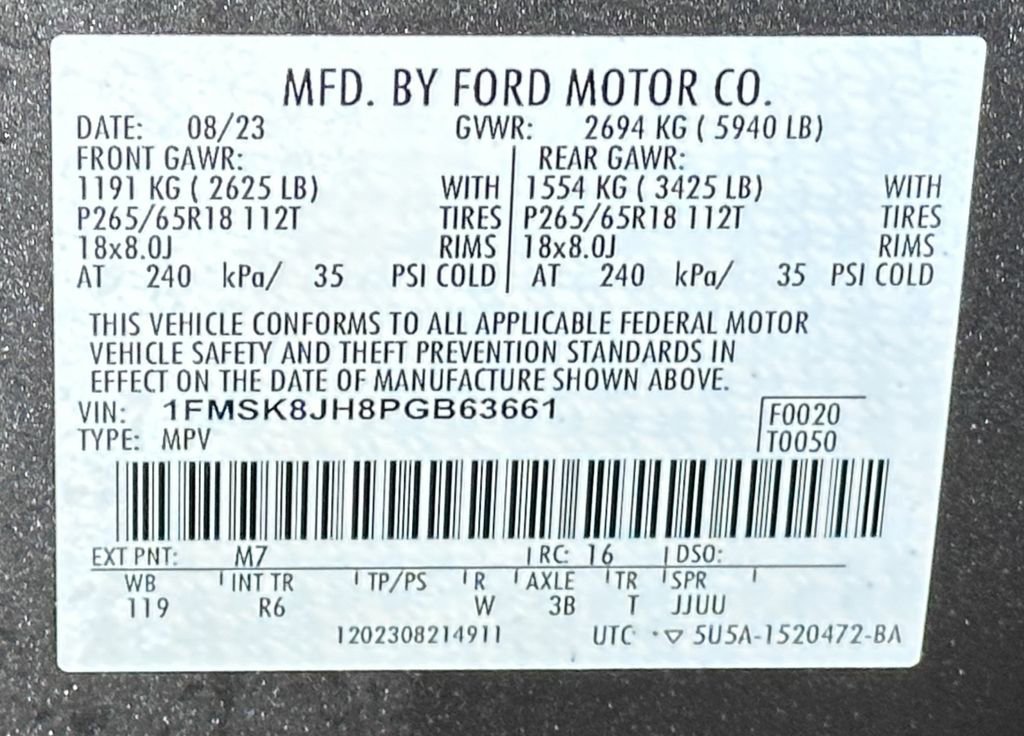 MFD. BY FORD MOTOR CO.
DATE: 08/23 GVWR: 2694 KG ( 5940 LB)
FRONT GAWR: REAR GAWR:
1191 KG ( 2625 LB) WITH 1554 KG ( 3425 LB) WITH
P265/65R18 112T TIRES P265/65R18 112T TIRES
18x8.0J RIMS 18x8.0J RIMS
AT 240 kPa/ 35 PSI COLD AT 240 kPa/ 35 PSI COLD
THIS VEHICLE CONFORMS TO ALL APPLICABLE FEDERAL MOTOR
VEHICLE SAFETY AND THEFT PREVENTION STANDARDS IN
EFFECT ON THE DATE OF MANUFACTURE SHOWN ABOVE.
VIN: 1FMSK8JH8PGB63661 F0020
TYPE: MPV T0050
EXT PNT: M7 RC: 16 DSO:
WB INT TR TP/PS R AXLE TR SPR
119 R6 W 3B T JJUU
1202308214911 UTC 5U5A-1520472-BA